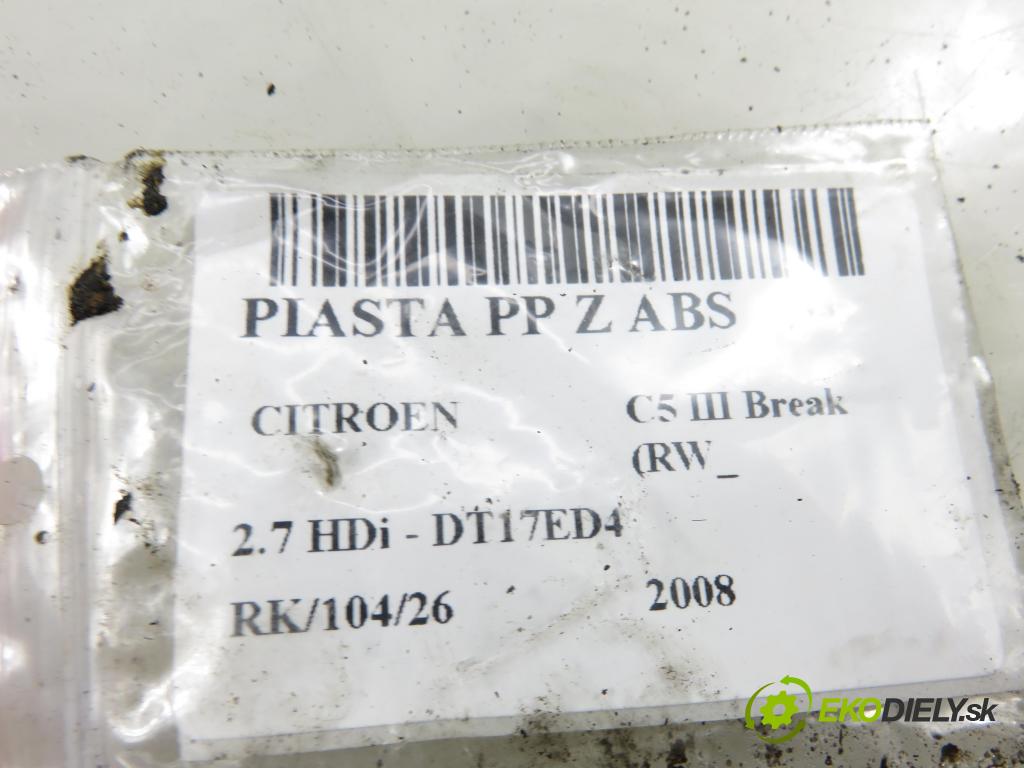 PIASTA PP Z ABS
CITROEN C5 III Break
(RW_
2.7 HDi - DT17ED4
RK/104/26 2008
EKODIELY.sk